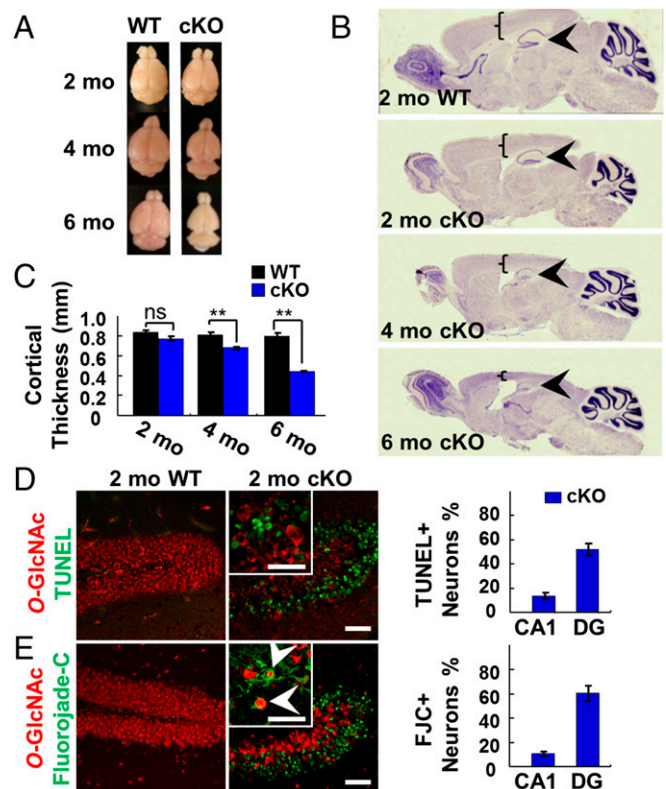 A
WT cKO
2 mo
4 mo
6 mo
B
2 mo WT
2 mo cKO
4 mo cKO
6 mo cKO
C
WT
cKO
Cortical
Thickness (mm)
1.0
0.8
0.6
0.4
0.2
0
ns
**
**
2 mo
4 mo
6 mo
D
2 mo WT 2 mo cKO
O-GlcNAc
TUNEL
TUNEL+
Neurons %
cKO
80
60
40
20
0
CA1 DG
E
O-GlcNAc
Fluorojade-C
FJC+
Neurons %
80
60
40
20
0
CA1 DG